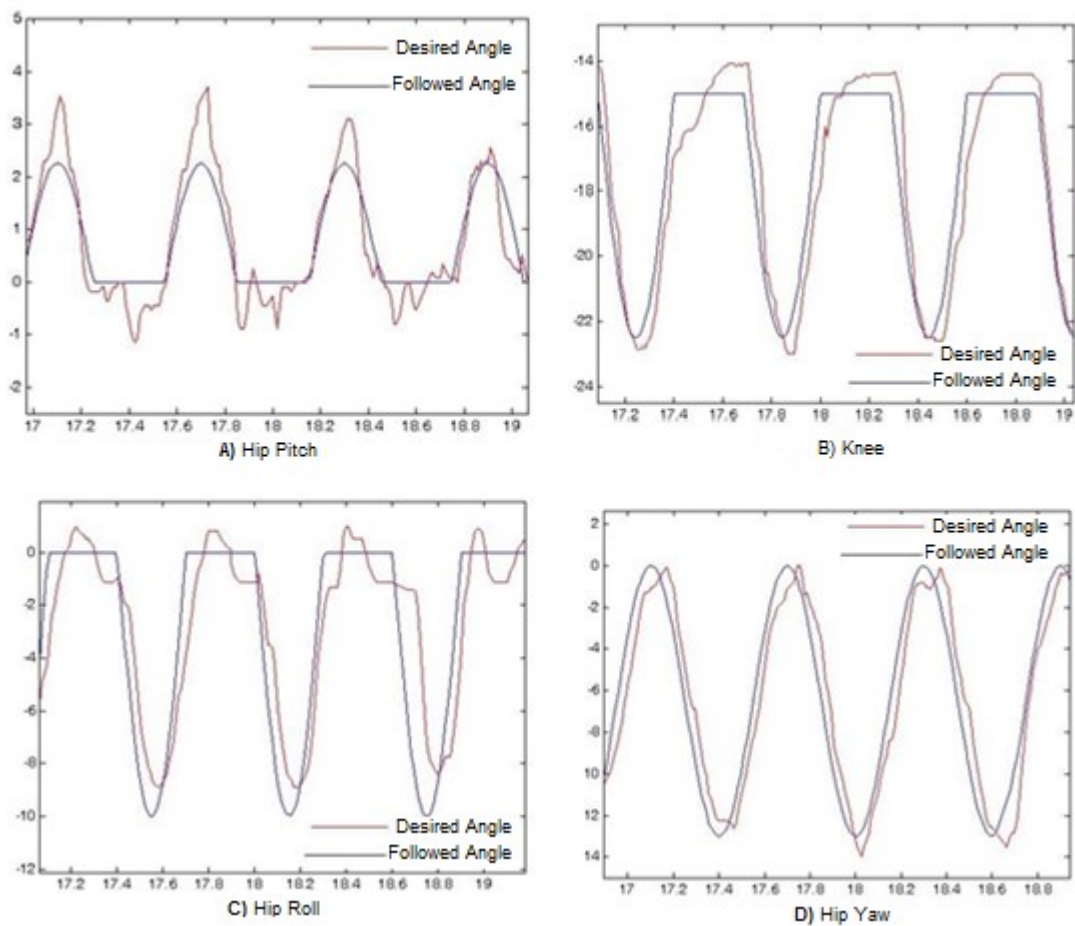 5
4
3
2
1
0
-1
-2
Desired Angle
Followed Angle
17 17.2 17.4 17.6 17.8 18 18.2 18.4 18.6 18.8 19
A) Hip Pitch
-14
-16
-18
-20
-22
-24
Desired Angle
Followed Angle
17.2 17.4 17.6 17.8 18 18.2 18.4 18.6 18.8 19
B) Knee
0
-2
-4
-6
-8
-10
-12
Desired Angle
Followed Angle
17.2 17.4 17.6 17.8 18 18.2 18.4 18.6 18.8 19
C) Hip Roll
2
0
-2
-4
-6
-8
10
12
14
Desired Angle
Followed Angle
17 17.2 17.4 17.6 17.8 18 18.2 18.4 18.6 18.8
D) Hip Yaw